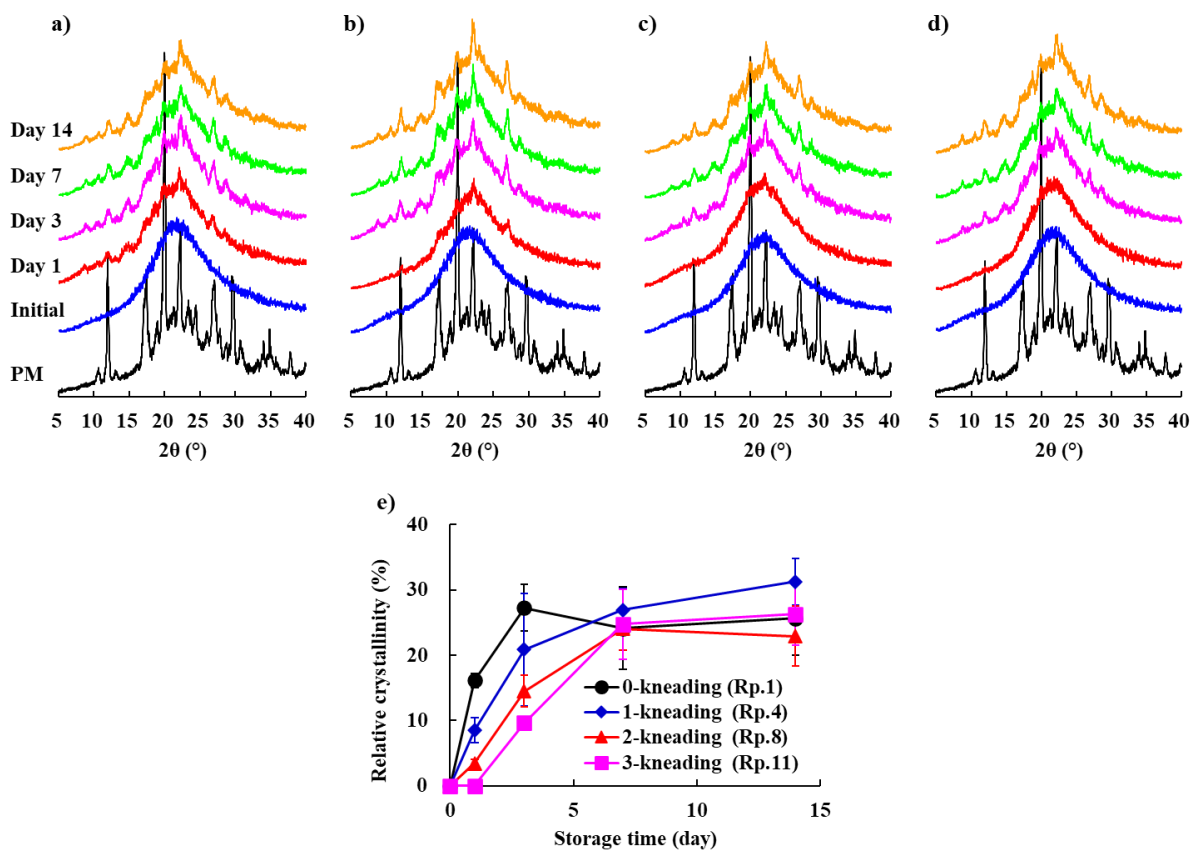 a)
b)
c)
d)
Day 14
Day 7
Day 3
Day 1
Initial
PM
5 10 15 20 25 30 35 40
5 10 15 20 25 30 35 40
5 10 15 20 25 30 35 40
5 10 15 20 25 30 35 40
2θ (°)
2θ (°)
2θ (°)
2θ (°)
e)
Relative crystallinity (%)
40
30
20
10
0
0-kneading (Rp.1)
1-kneading (Rp.4)
2-kneading (Rp.8)
3-kneading (Rp.11)
0 5 10 15
Storage time (day)